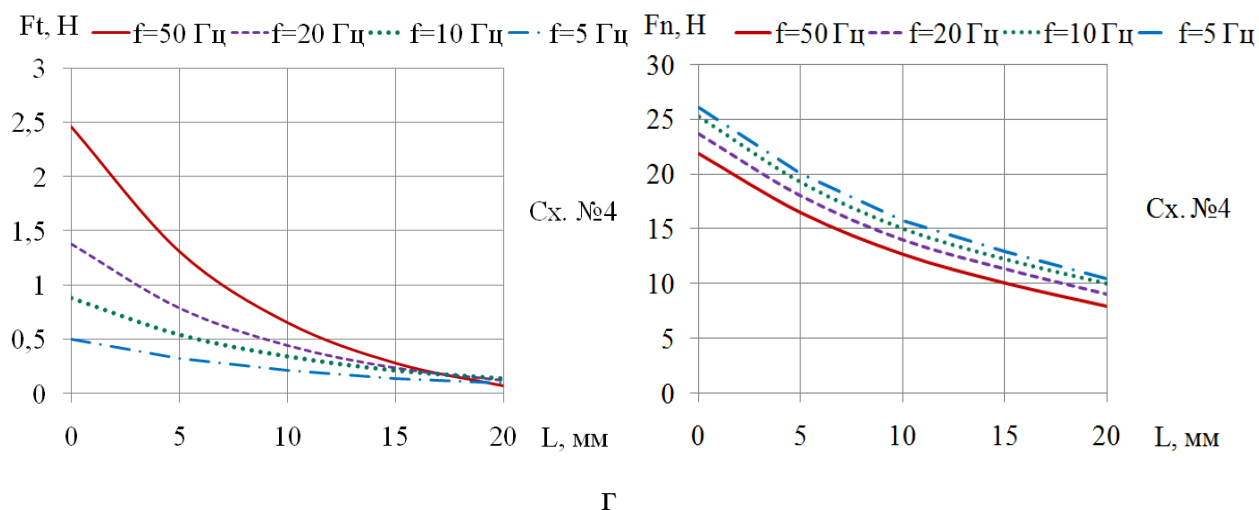 Ft, Н f=50 Гц f=20 Гц f=10 Гц f=5 Гц
3
2,5
2
1,5
1
0,5
0
0 5 10 15 20
L, мм
Сх. №4
Fn, Н f=50 Гц f=20 Гц f=10 Гц f=5 Гц
30
25
20
15
10
5
0
0 5 10 15 20
L, мм
Сх. №4
г